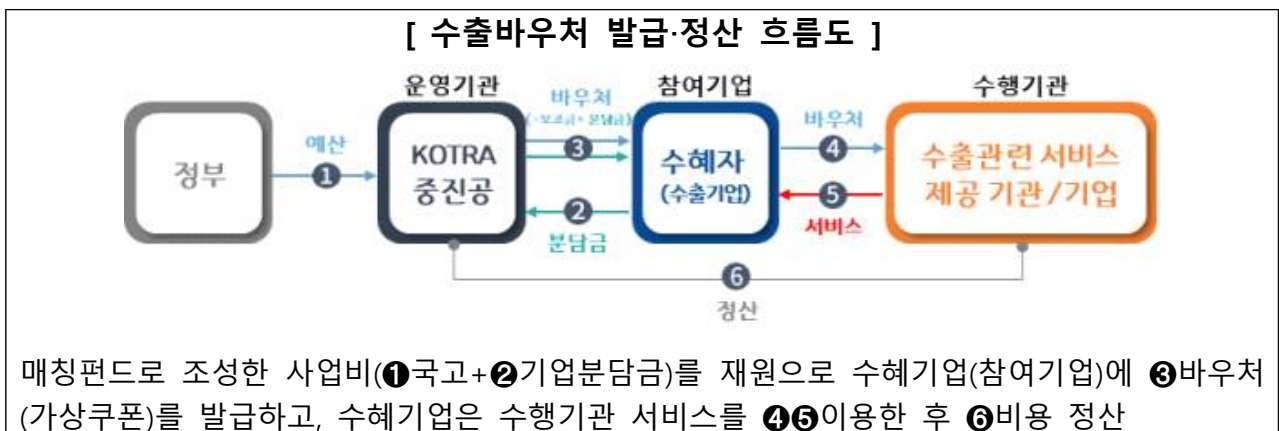 [ 수출바우처 발급·정산 흐름도 ]
운영기관
참여기업
수행기관
정부
예산
❶
KOTRA
중진공
바우처
(=보조금+분담금)
❸
❷
분담금
수혜자
(수출기업)
바우처
❹
❺
서비스
수출관련 서비스
제공 기관/기업
❻
정산
매칭펀드로 조성한 사업비(❶국고+❷기업분담금)를 재원으로 수혜기업(참여기업)에 ❸바우처
(가상쿠폰)를 발급하고, 수혜기업은 수행기관 서비스를 ❹❺이용한 후 ❻비용 정산